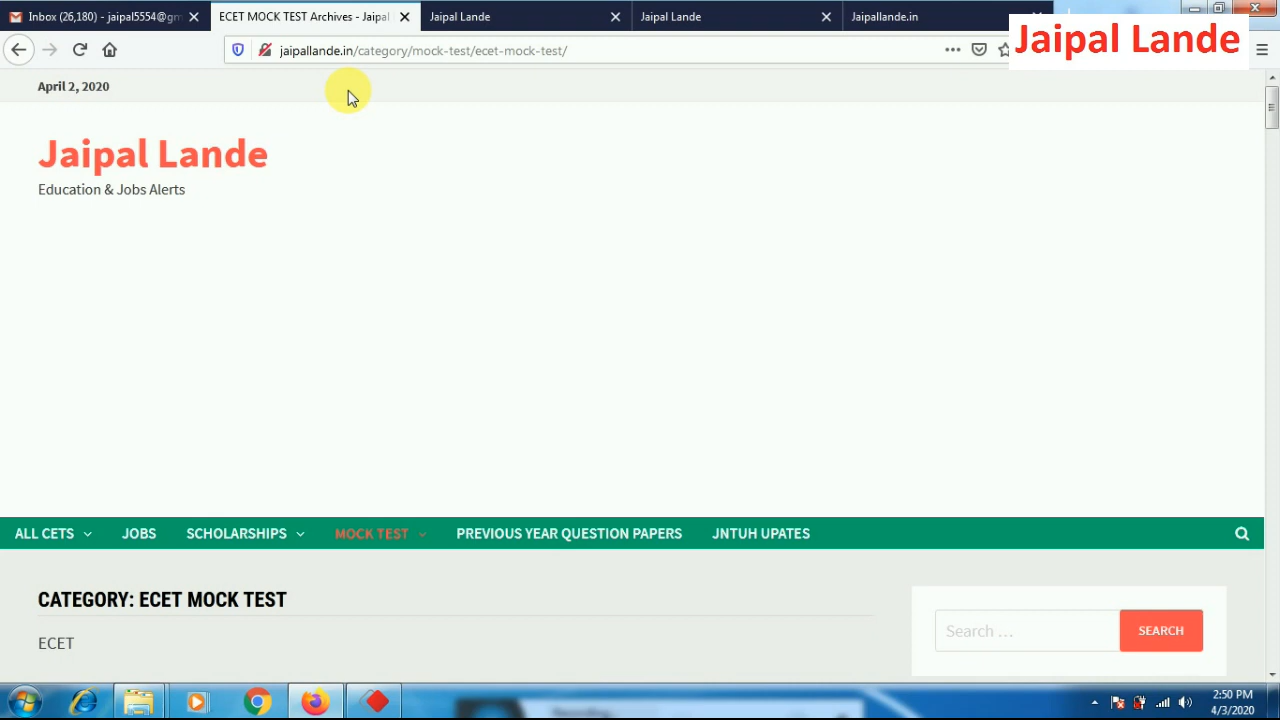 Inbox (26,180) - jaipal5554@gm
ECET MOCK TEST Archives - Jaipal
Jaipal Lande
Jaipal Lande
Jaipallande.in
jaipallande.in/category/mock-test/ecet-mock-test/
Jaipal Lande
April 2, 2020
Jaipal Lande
Education & Jobs Alerts
ALL CETS
JOBS
SCHOLARSHIPS
MOCK TEST
PREVIOUS YEAR QUESTION PAPERS
JNTUH UPATES
CATEGORY: ECET MOCK TEST
ECET
Search ...
SEARCH
2:50 PM
4/3/2020